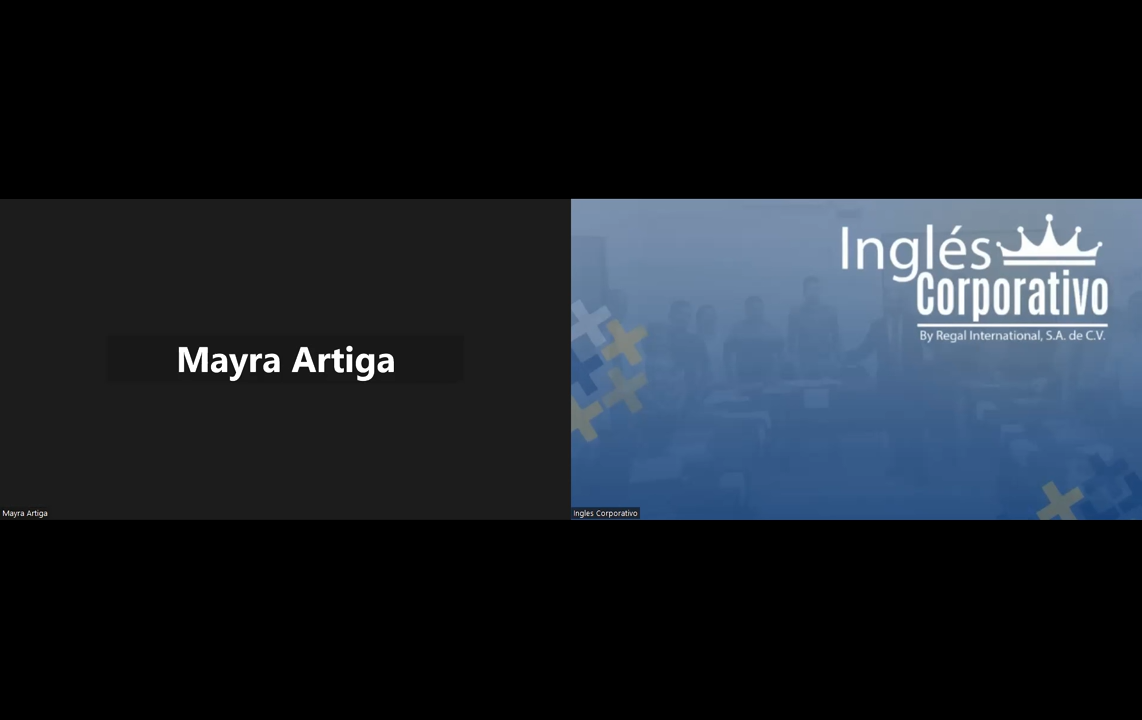 Mayra Artiga
Mayra Artiga
Inglés
Corporativo
By Regal International, S.A. de C.V.
Ingles Corporativo